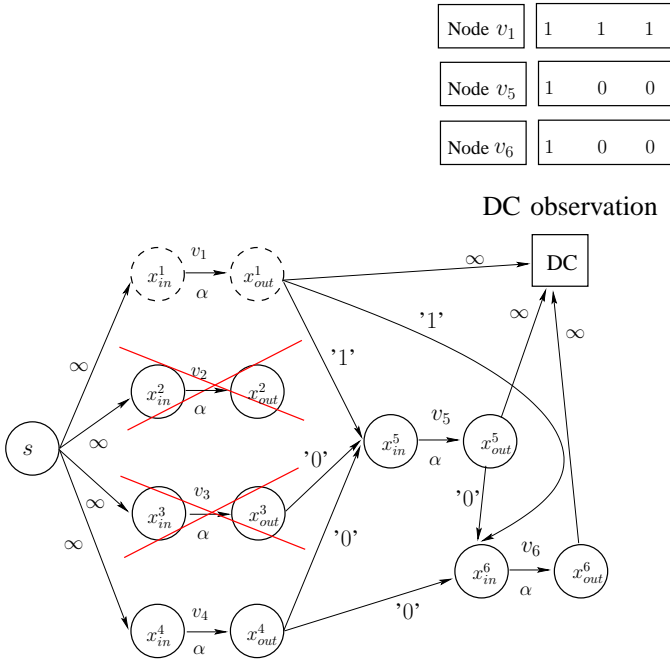 Node v₁ 1 1 1
Node v₅ 1 0 0
Node v₆ 1 0 0
DC observation
v₁
x¹ᵢₙ x¹ₒᵤₜ ∞ DC
α
∞ ∞
'1'
∞
'1'
∞ v₂
x²ᵢₙ x²ₒᵤₜ
α
v₅
s ∞ x⁵ᵢₙ x⁵ₒᵤₜ
'0' α
∞ v₃ '0'
x³ᵢₙ x³ₒᵤₜ '0'
α
∞
v₆
x⁶ᵢₙ x⁶ₒᵤₜ
α
v₄ '0'
x⁴ᵢₙ x⁴ₒᵤₜ
α